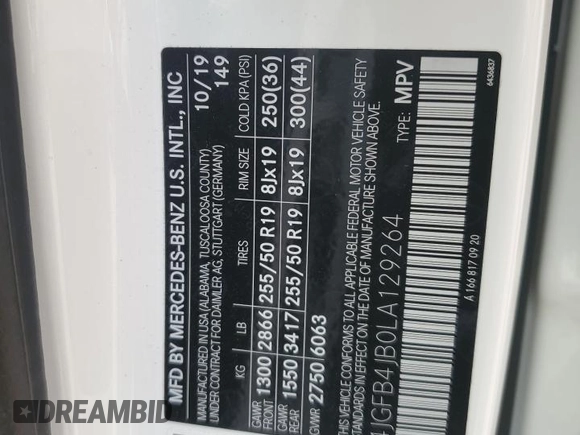 MFD BY MERCEDES-BENZ U.S. INTL., INC
MANUFACTURED IN USA (ALABAMA, TUSCALOOSA COUNTY) 10/19
UNDER CONTRACT FOR DAIMLER AG, STUTTGART (GERMANY) 149
KG LB TIRES RIM SIZE COLD KPA (PSI)
GAWR FRONT 1300 2866 255/50 R19 8Jx19 250(36)
GAWR REAR 1550 3417 255/50 R19 8Jx19 300(44)
GVWR 2750 6063
VEHICLE CONFORMS TO ALL APPLICABLE FEDERAL MOTOR VEHICLE SAFETY
STANDARDS IN EFFECT ON THE DATE OF MANUFACTURE SHOWN ABOVE.
4JGFB4JB0LA129264 TYPE: MPV
A 166 817 09 20 6436837
DREAMBID